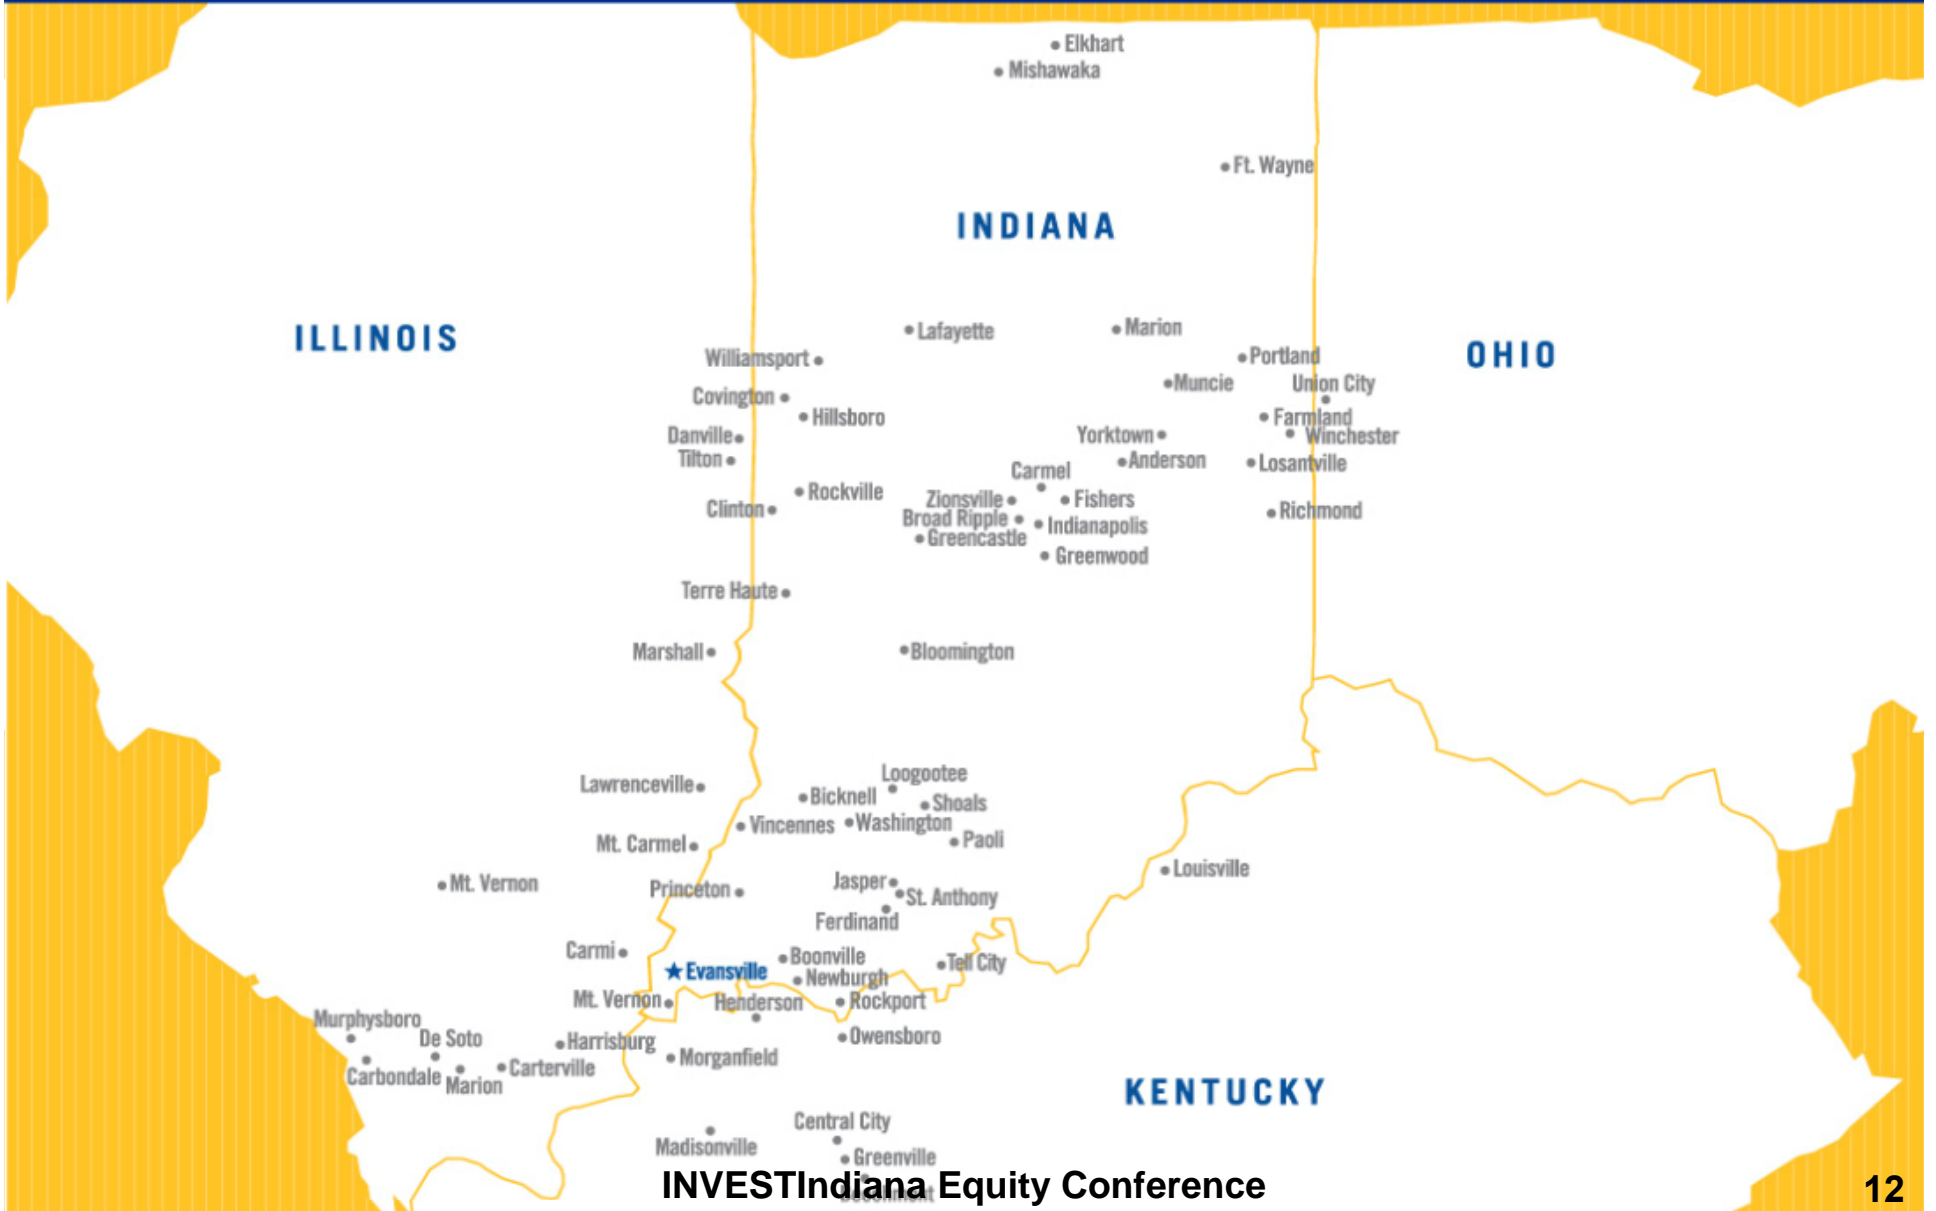 Elkhart
Mishawaka
Ft. Wayne
INDIANA
ILLINOIS
OHIO
Lafayette
Marion
Williamsport
Portland
Covington
Muncie
Union City
Hillsboro
Farmland
Danville
Yorktown
Winchester
Tilton
Anderson
Losantville
Carmel
Rockville
Zionsville
Fishers
Clinton
Broad Ripple
Indianapolis
Richmond
Greencastle
Greenwood
Terre Haute
Marshall
Bloomington
Loogootee
Lawrenceville
Bicknell
Shoals
Vincennes
Washington
Mt. Carmel
Paoli
Louisville
Mt. Vernon
Princeton
Jasper
St. Anthony
Ferdinand
Carmi
Boonville
Tell City
Evansville
Newburgh
Mt. Vernon
Henderson
Rockport
Murphysboro
De Soto
Harrisburg
Owensboro
Morganfield
Carterville
Carbondale
Marion
KENTUCKY
Central City
Madisonville
Greenville
INVESTIndiana Equity Conference
12